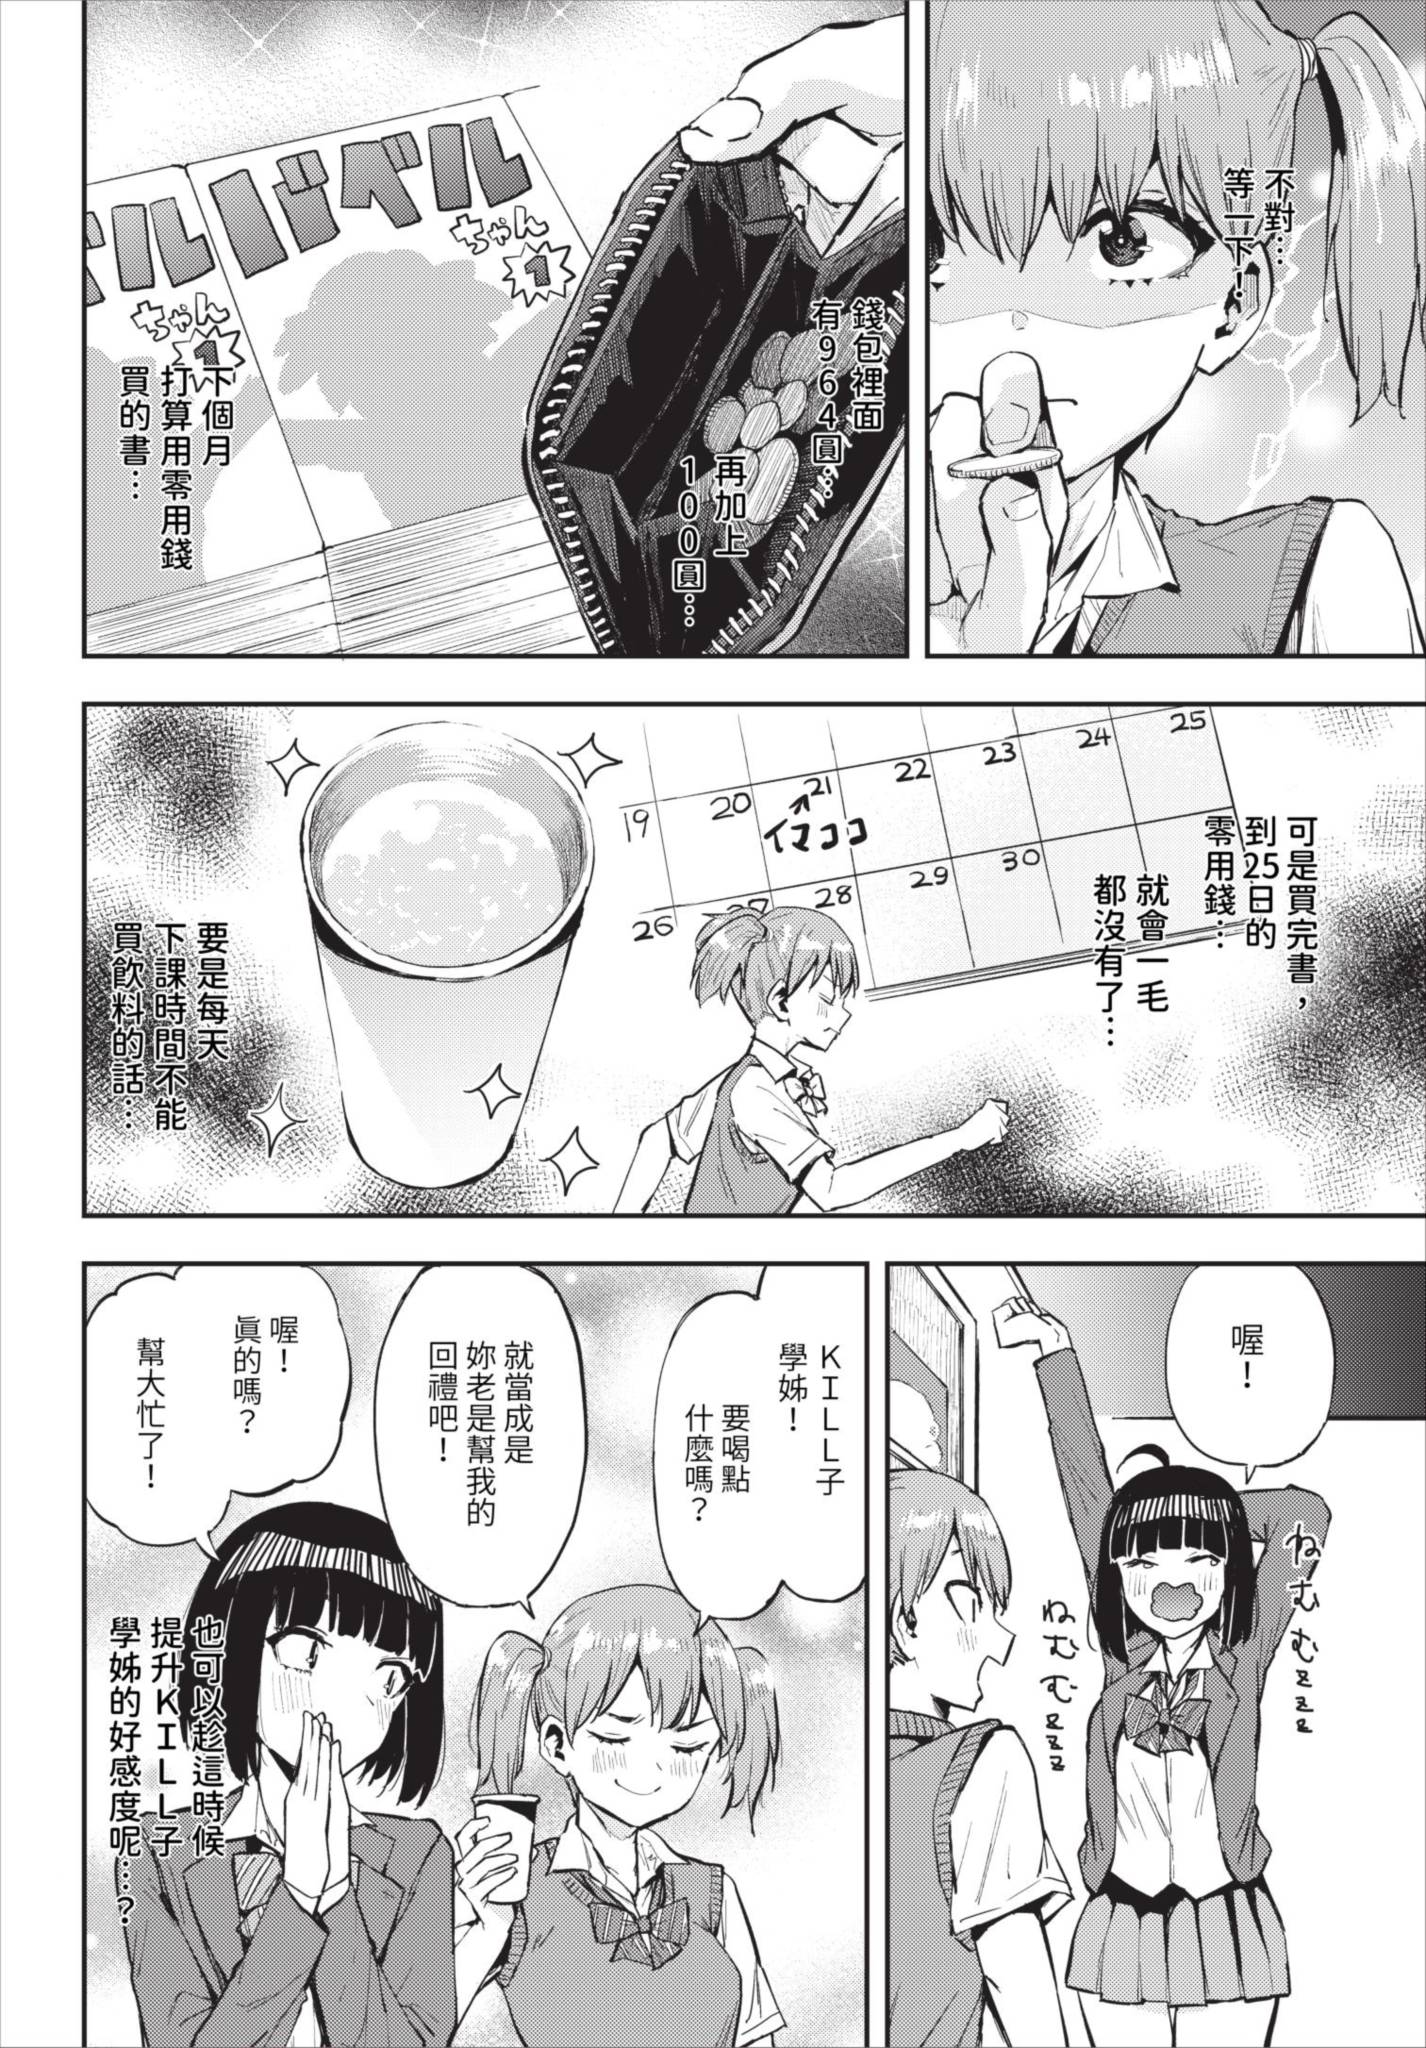 不對…
等一下！
錢包裡面
有964圓…
再加上
100圓…
バベル
ちゃん
1
ベル
ちゃん
1
下個月
打算用零用錢
買的書…
可是買完書，
到25日的
零用錢…
就會一毛
都沒有了…
19
20
21
22
23
24
25
イマココ
26
27
28
29
30
要是每天
下課時間不能
買飲料的話…
喔！
ねむむzzz
ねむむzzz
KILL子
學姊！
要喝點
什麼嗎？
就當成是
妳老是幫我的
回禮吧！
喔！
真的嗎？
幫大忙了！
也可以趁這時候
提升KILL子
學姊的好感度呢…？